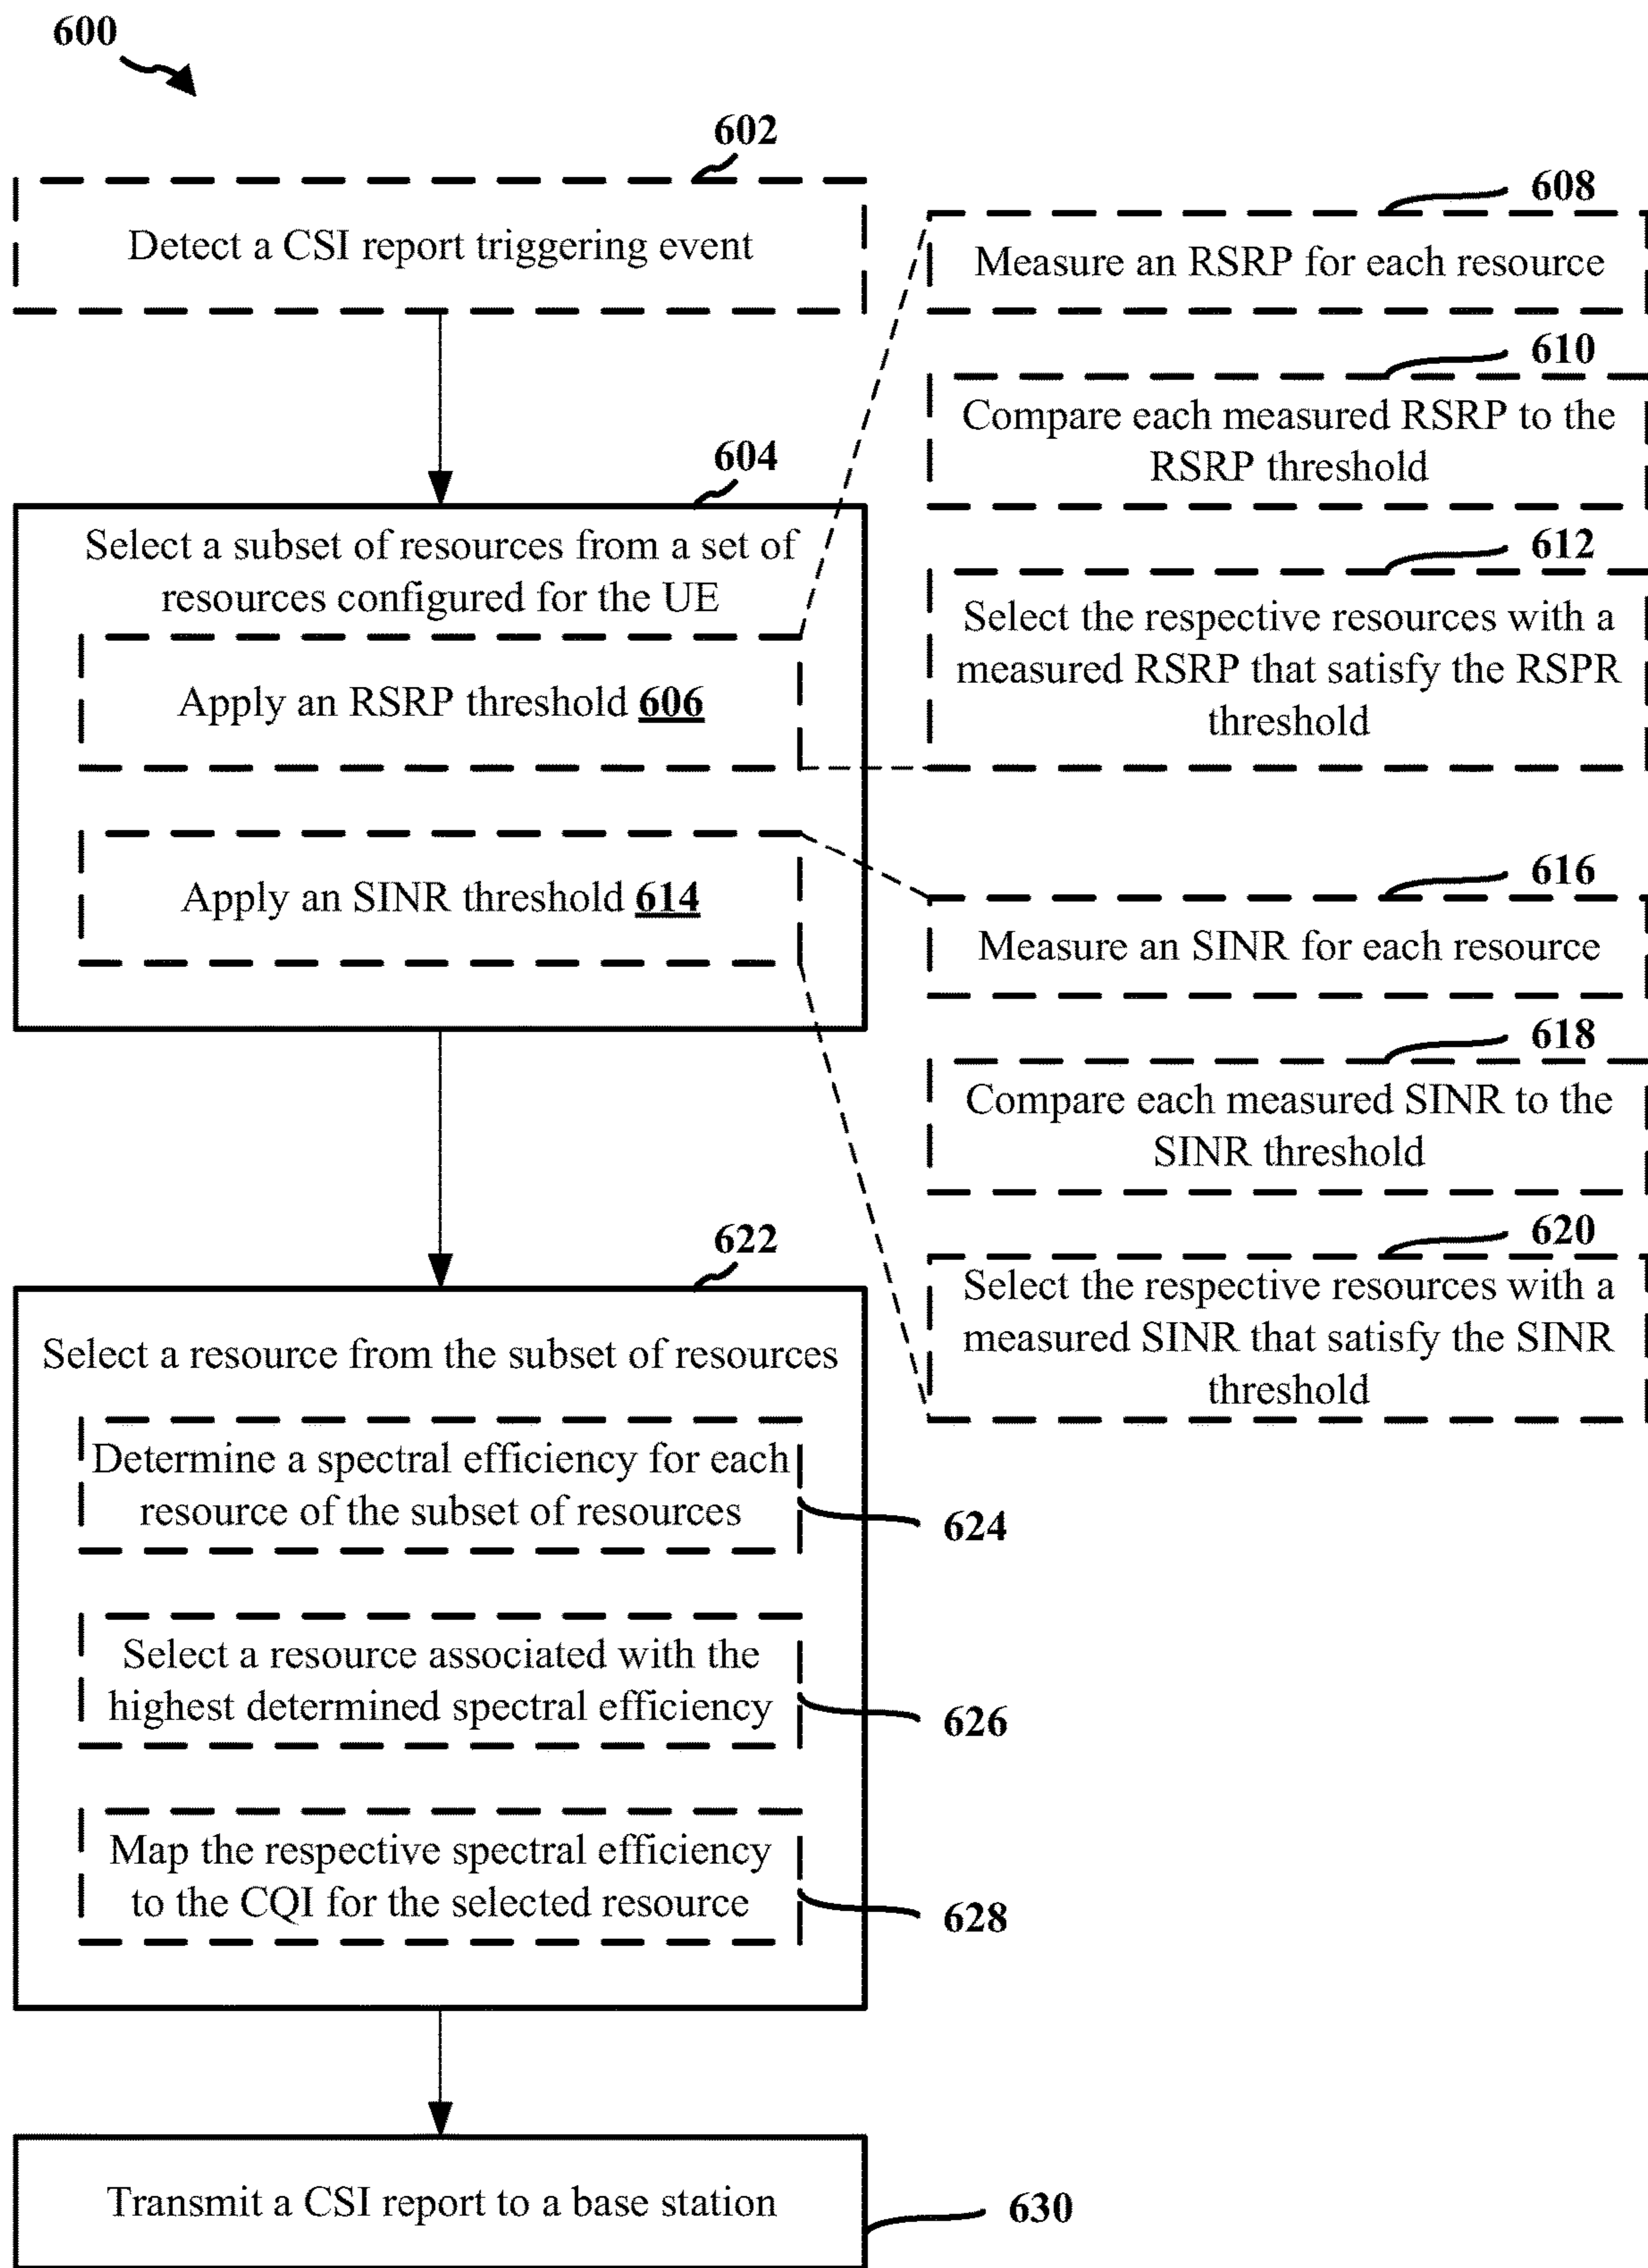 600
602
Detect a CSI report triggering event
604
Select a subset of resources from a set of
resources configured for the UE
Apply an RSRP threshold 606
608
Measure an RSRP for each resource
610
Compare each measured RSRP to the
RSRP threshold
612
Select the respective resources with a
measured RSRP that satisfy the RSPR
threshold
Apply an SINR threshold 614
616
Measure an SINR for each resource
618
Compare each measured SINR to the
SINR threshold
620
Select the respective resources with a
measured SINR that satisfy the SINR
threshold
622
Select a resource from the subset of resources
Determine a spectral efficiency for each
resource of the subset of resources
624
Select a resource associated with the
highest determined spectral efficiency
626
Map the respective spectral efficiency
to the CQI for the selected resource
628
Transmit a CSI report to a base station
630